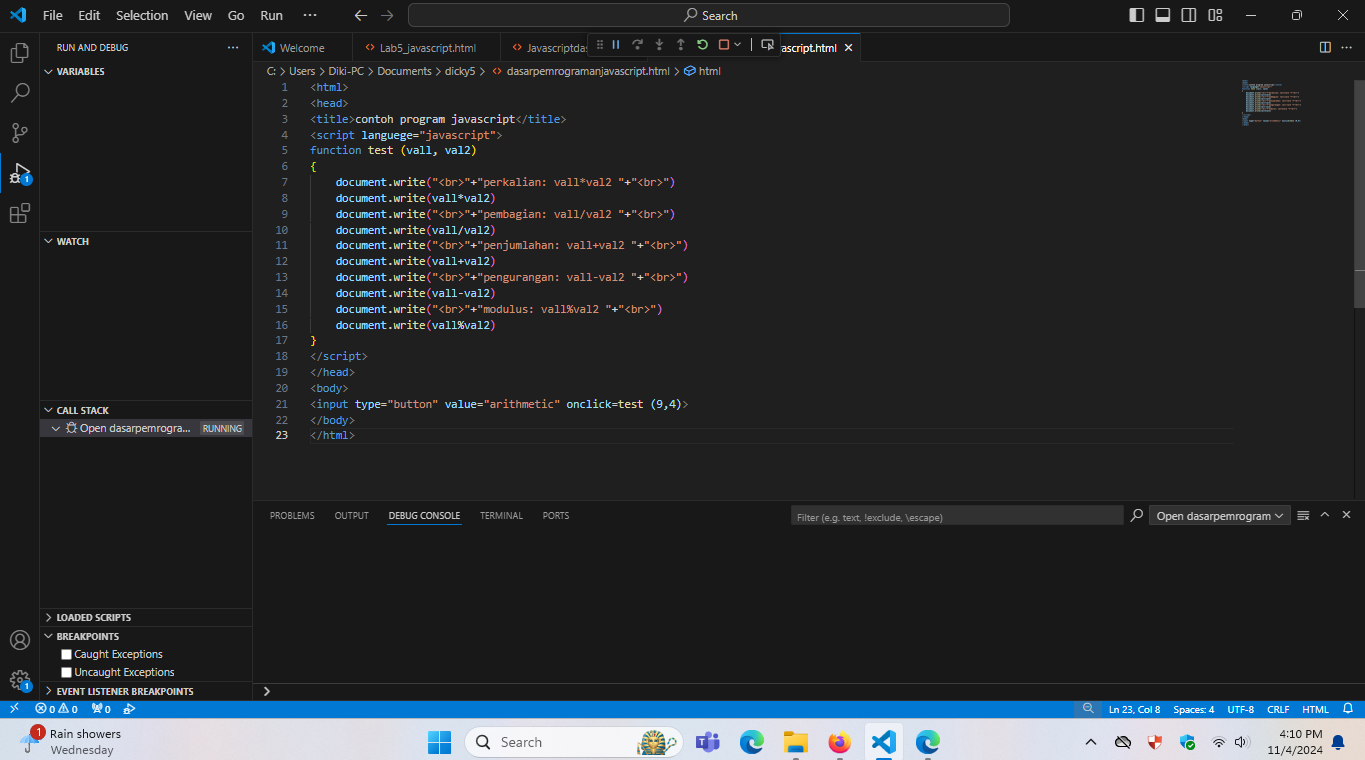 File Edit Selection View Go Run ··· Search
RUN AND DEBUG ···
Welcome Lab5_javascript.html Javascriptdas ascript.html
VARIABLES
C: > Users > Diki-PC > Documents > dicky5 > dasarpemrogramanjavascript.html > html
1 <html>
2 <head>
3 <title>contoh program javascript</title>
4 <script languege="javascript">
5 function test (vall, val2)
6 {
7 document.write("<br>"+"perkalian: vall*val2 "+"<br>")
8 document.write(vall*val2)
9 document.write("<br>"+"pembagian: vall/val2 "+"<br>")
10 document.write(vall/val2)
11 document.write("<br>"+"penjumlahan: vall+val2 "+"<br>")
12 document.write(vall+val2)
13 document.write("<br>"+"pengurangan: vall-val2 "+"<br>")
14 document.write(vall-val2)
15 document.write("<br>"+"modulus: vall%val2 "+"<br>")
16 document.write(vall%val2)
17 }
18 </script>
19 </head>
20 <body>
21 <input type="button" value="arithmetic" onclick=test (9,4)>
22 </body>
23 </html>
WATCH
CALL STACK
Open dasarpemrogra... RUNNING
LOADED SCRIPTS
BREAKPOINTS
Caught Exceptions
Uncaught Exceptions
EVENT LISTENER BREAKPOINTS
1
1
PROBLEMS OUTPUT DEBUG CONSOLE TERMINAL PORTS Filter (e.g. text, !exclude, \escape) Open dasarpemrogram
0 0 0 Ln 23, Col 8 Spaces: 4 UTF-8 CRLF HTML
1 Rain showers
Wednesday
Search
4:10 PM
11/4/2024